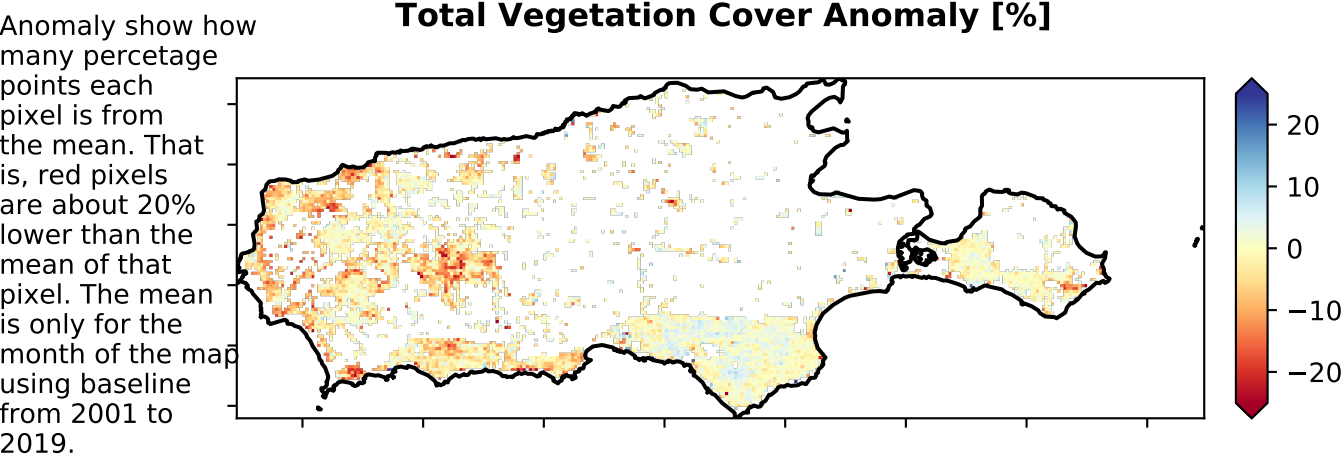 Total Vegetation Cover Anomaly [%]
Anomaly show how
many percetage
points each
pixel is from
the mean. That
is, red pixels
are about 20%
lower than the
mean of that
pixel. The mean
is only for the
month of the map
using baseline
from 2001 to
2019.
20
10
0
−10
−20